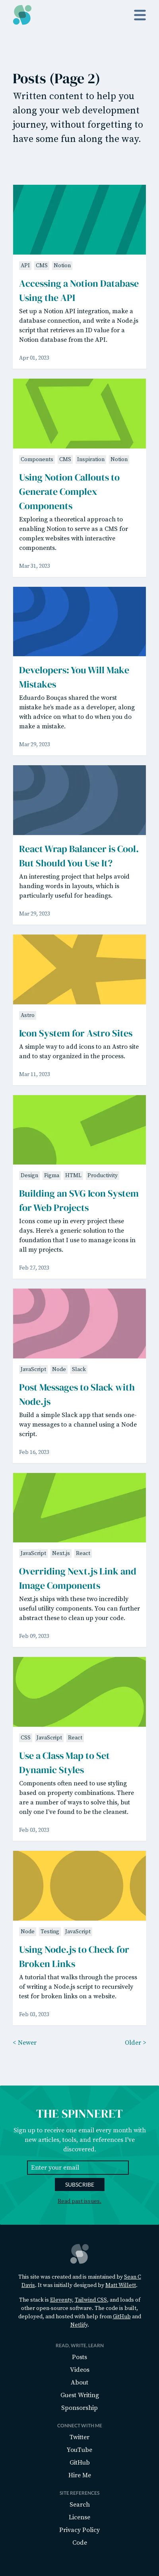 Posts (Page 2)
Written content to help you
along your web development
journey, without forgetting to
have some fun along the way.
API CMS Notion
Accessing a Notion Database
Using the API
Set up a Notion API integration, make a
database connection, and write a Node.js
script that retrieves an ID value for a
Notion database from the API.
Apr 01, 2023
Components CMS Inspiration Notion
Using Notion Callouts to
Generate Complex
Components
Exploring a theoretical approach to
enabling Notion to serve as a CMS for
complex websites with interactive
components.
Mar 31, 2023
Developers: You Will Make
Mistakes
Eduardo Bouças shared the worst
mistake he's made as a developer, along
with advice on what to do when you do
make a mistake.
Mar 29, 2023
React Wrap Balancer is Cool.
But Should You Use It?
An interesting project that helps avoid
handing words in layouts, which is
particularly useful for headings.
Mar 29, 2023
Astro
Icon System for Astro Sites
A simple way to add icons to an Astro site
and to stay organized in the process.
Mar 11, 2023
Design Figma HTML Productivity
Building an SVG Icon System
for Web Projects
Icons come up in every project these
days. Here's a generic solution to the
foundation that I use to manage icons in
all my projects.
Feb 27, 2023
JavaScript Node Slack
Post Messages to Slack with
Node.js
Build a simple Slack app that sends one-
way messages to a channel using a Node
script.
Feb 16, 2023
JavaScript Next.js React
Overriding Next.js Link and
Image Components
Next.js ships with these two incredibly
useful utility components. You can further
abstract these to clean up your code.
Feb 09, 2023
CSS JavaScript React
Use a Class Map to Set
Dynamic Styles
Components often need to use styling
based on property combinations. There
are a number of ways to solve this, but
only one I've found to be the cleanest.
Feb 03, 2023
Node Testing JavaScript
Using Node.js to Check for
Broken Links
A tutorial that walks through the process
of writing a Node.js script to recursively
test for broken links on a website.
Feb 03, 2023
< Newer Older >
THE SPINNERET
Sign up to receive one email every month with
new articles, tools, and references I've
discovered.
Enter your email
SUBSCRIBE
Read past issues.
This site was created and is maintained by Sean C
Davis. It was initially designed by Matt Willett.
The stack is Eleventy, Tailwind CSS, and loads of
other open-source software. The code is built,
deployed, and hosted with help from GitHub and
Netlify.
READ, WRITE, LEARN
Posts
Videos
About
Guest Writing
Sponsorship
CONNECT WITH ME
Twitter
YouTube
GitHub
Hire Me
SITE REFERENCES
Search
License
Privacy Policy
Code